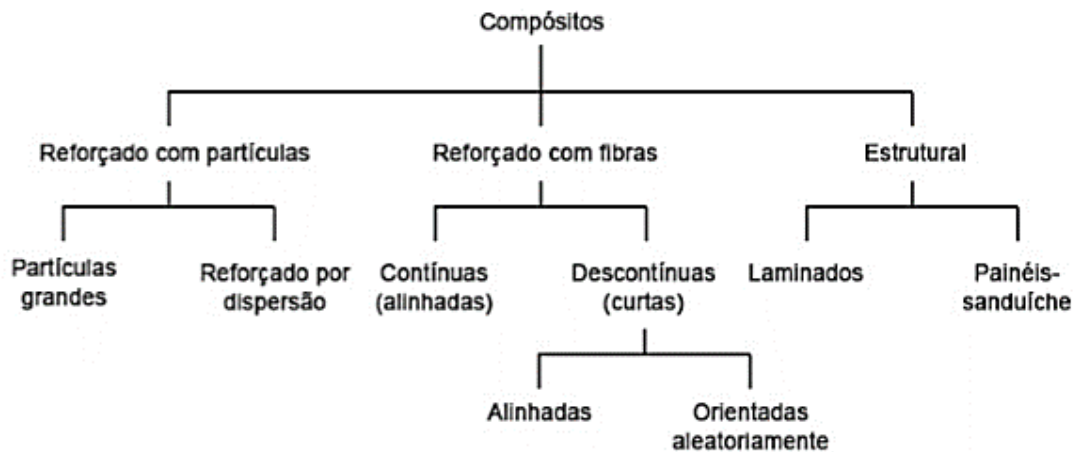 Compósitos
Reforçado com partículas
Reforçado com fibras
Estrutural
Partículas
grandes
Reforçado por
dispersão
Contínuas
(alinhadas)
Descontínuas
(curtas)
Laminados
Painéis-
sanduíche
Alinhadas
Orientadas
aleatoriamente